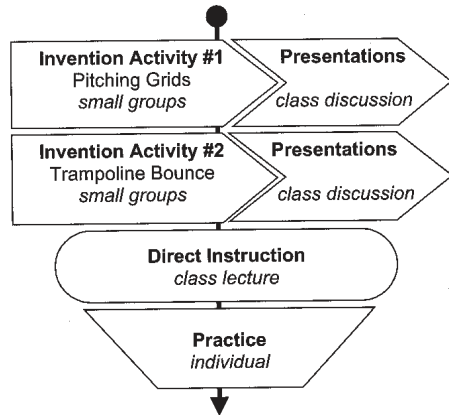 Invention Activity #1
Pitching Grids
small groups
Presentations
class discussion
Invention Activity #2
Trampoline Bounce
small groups
Presentations
class discussion
Direct Instruction
class lecture
Practice
individual